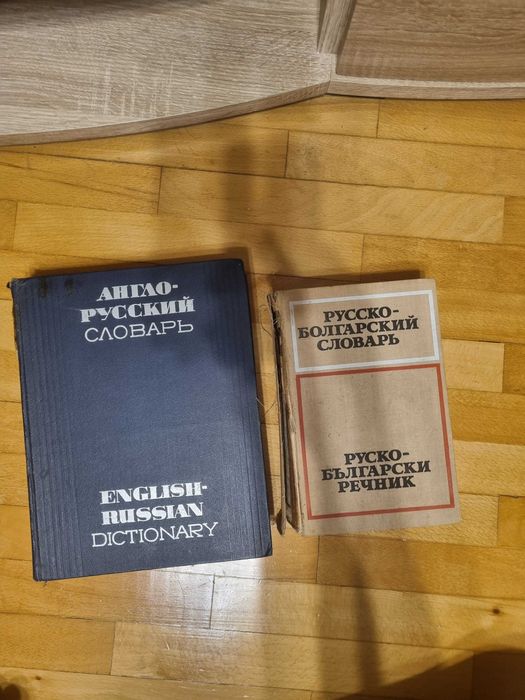 АНГЛО-
РУССКИЙ
СЛОВАРЬ
ENGLISH-
RUSSIAN
DICTIONARY
РУССКО-
БОЛГАРСКИЙ
СЛОВАРЬ
РУСКО-
БЪЛГАРСКИ
РЕЧНИК